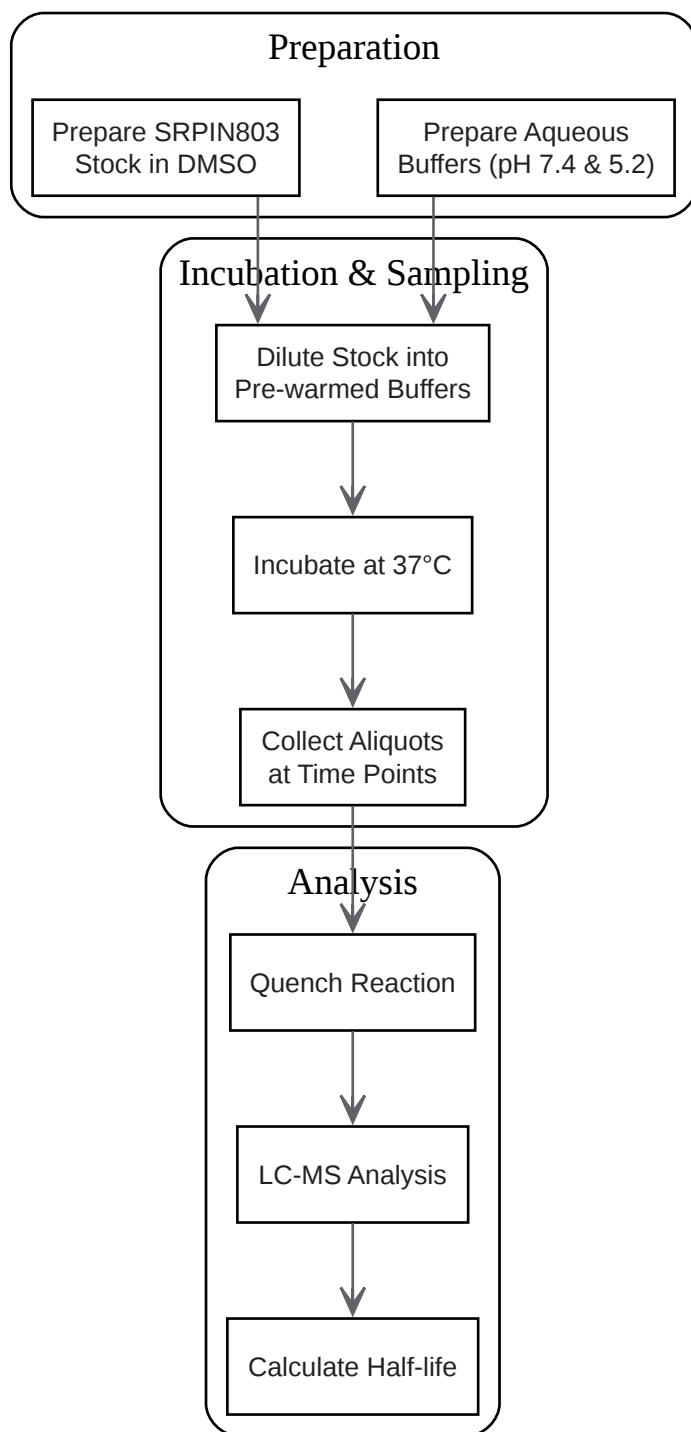 Preparation
Prepare SRPIN803
Stock in DMSO
Prepare Aqueous
Buffers (pH 7.4 & 5.2)
Incubation & Sampling
Dilute Stock into
Pre-warmed Buffers
Incubate at 37°C
Collect Aliquots
at Time Points
Analysis
Quench Reaction
LC-MS Analysis
Calculate Half-life